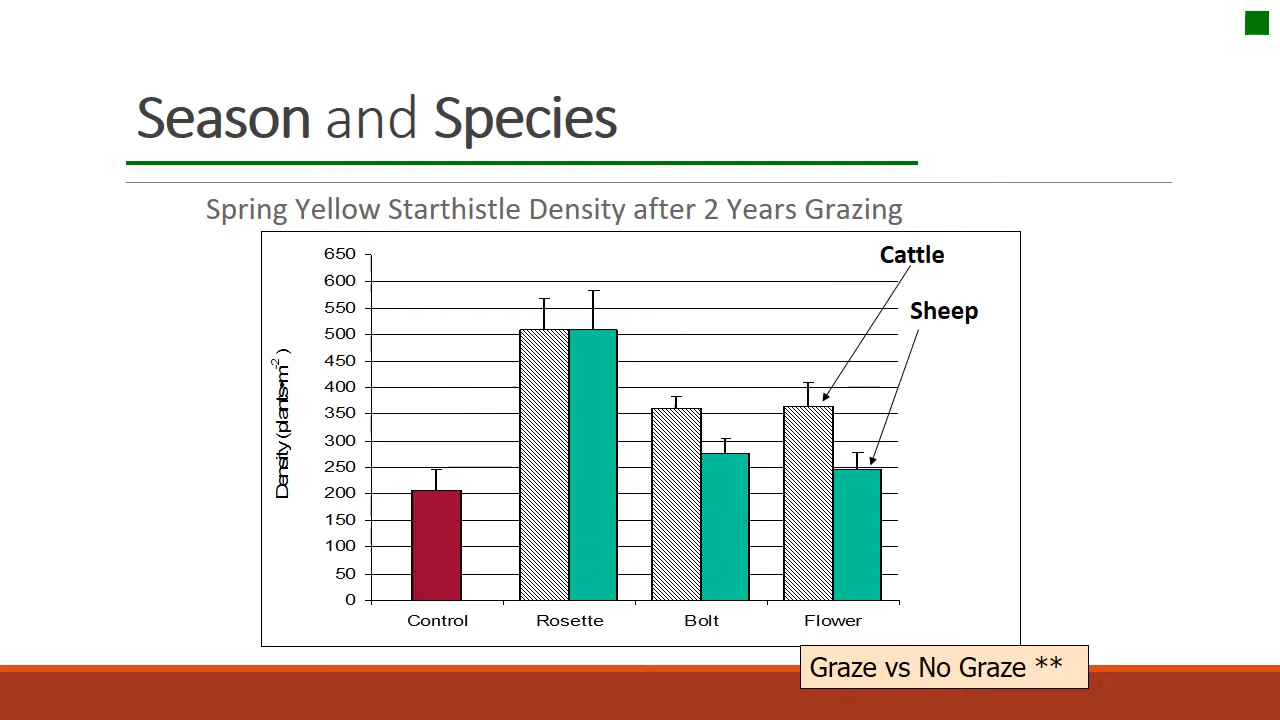 Season and Species
Spring Yellow Starthistle Density after 2 Years Grazing
Cattle
Sheep
Density (plants•m-2)
650
600
550
500
450
400
350
300
250
200
150
100
50
0
Control Rosette Bolt Flower
Graze vs No Graze **